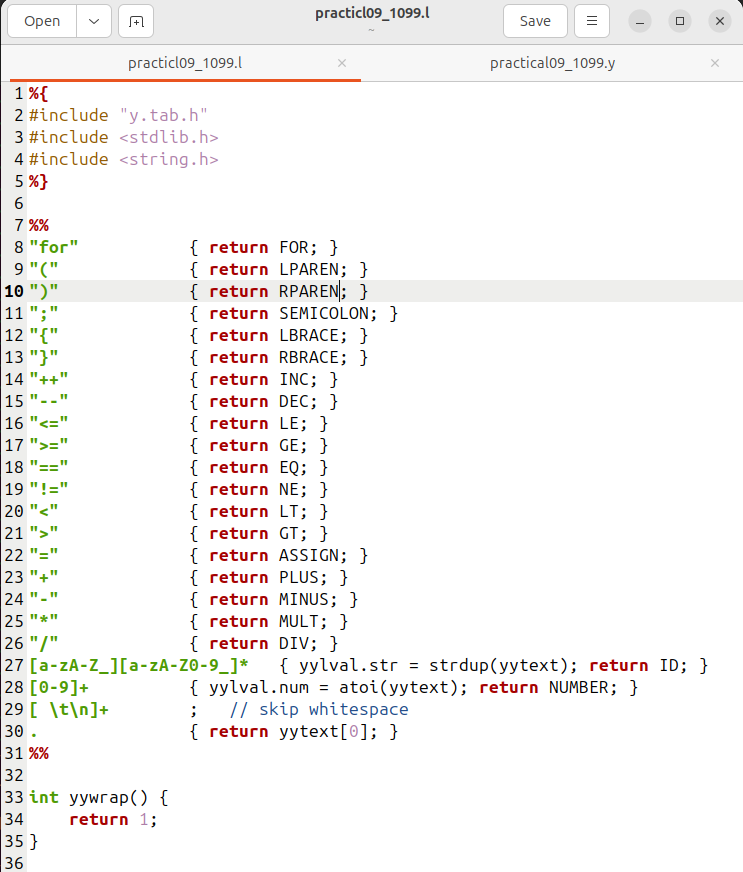 Open
practicl09_1099.l
~
Save
practicl09_1099.l ×
practical09_1099.y ×
1 %{
2 #include "y.tab.h"
3 #include <stdlib.h>
4 #include <string.h>
5 %}
6
7 %%
8 "for"           { return FOR; }
9 "("             { return LPAREN; }
10 ")"             { return RPAREN; }
11 ";"             { return SEMICOLON; }
12 "{"             { return LBRACE; }
13 "}"             { return RBRACE; }
14 "++"            { return INC; }
15 "--"            { return DEC; }
16 "<="            { return LE; }
17 ">="            { return GE; }
18 "=="            { return EQ; }
19 "!="            { return NE; }
20 "<"             { return LT; }
21 ">"             { return GT; }
22 "="             { return ASSIGN; }
23 "+"             { return PLUS; }
24 "-"             { return MINUS; }
25 "*"             { return MULT; }
26 "/"             { return DIV; }
27 [a-zA-Z_][a-zA-Z0-9_]*   { yylval.str = strdup(yytext); return ID; }
28 [0-9]+          { yylval.num = atoi(yytext); return NUMBER; }
29 [ \t\n]+        ;   // skip whitespace
30 .               { return yytext[0]; }
31 %%
32
33 int yywrap() {
34     return 1;
35 }
36